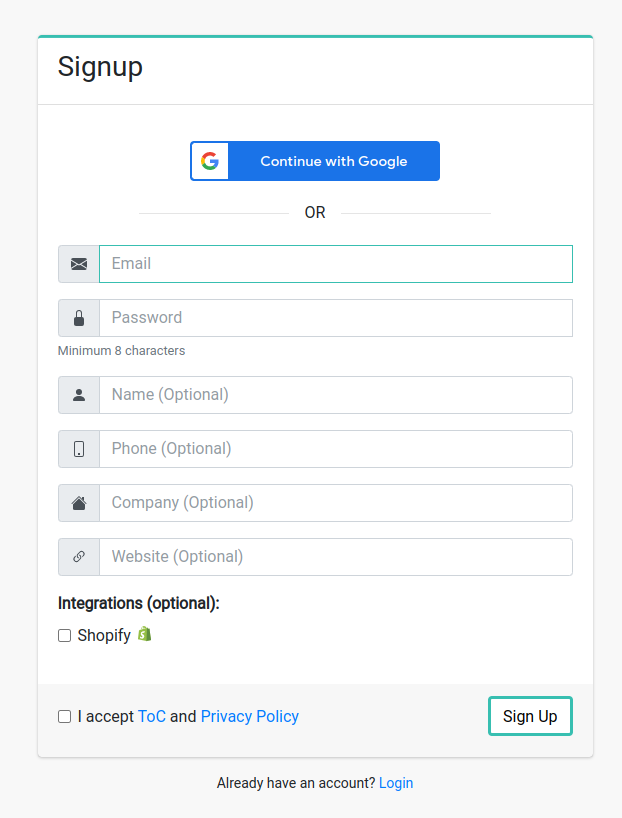 Signup
Continue with Google
OR
Email
Password
Minimum 8 characters
Name (Optional)
Phone (Optional)
Company (Optional)
Website (Optional)
Integrations (optional):
Shopify
I accept ToC and Privacy Policy
Sign Up
Already have an account? Login